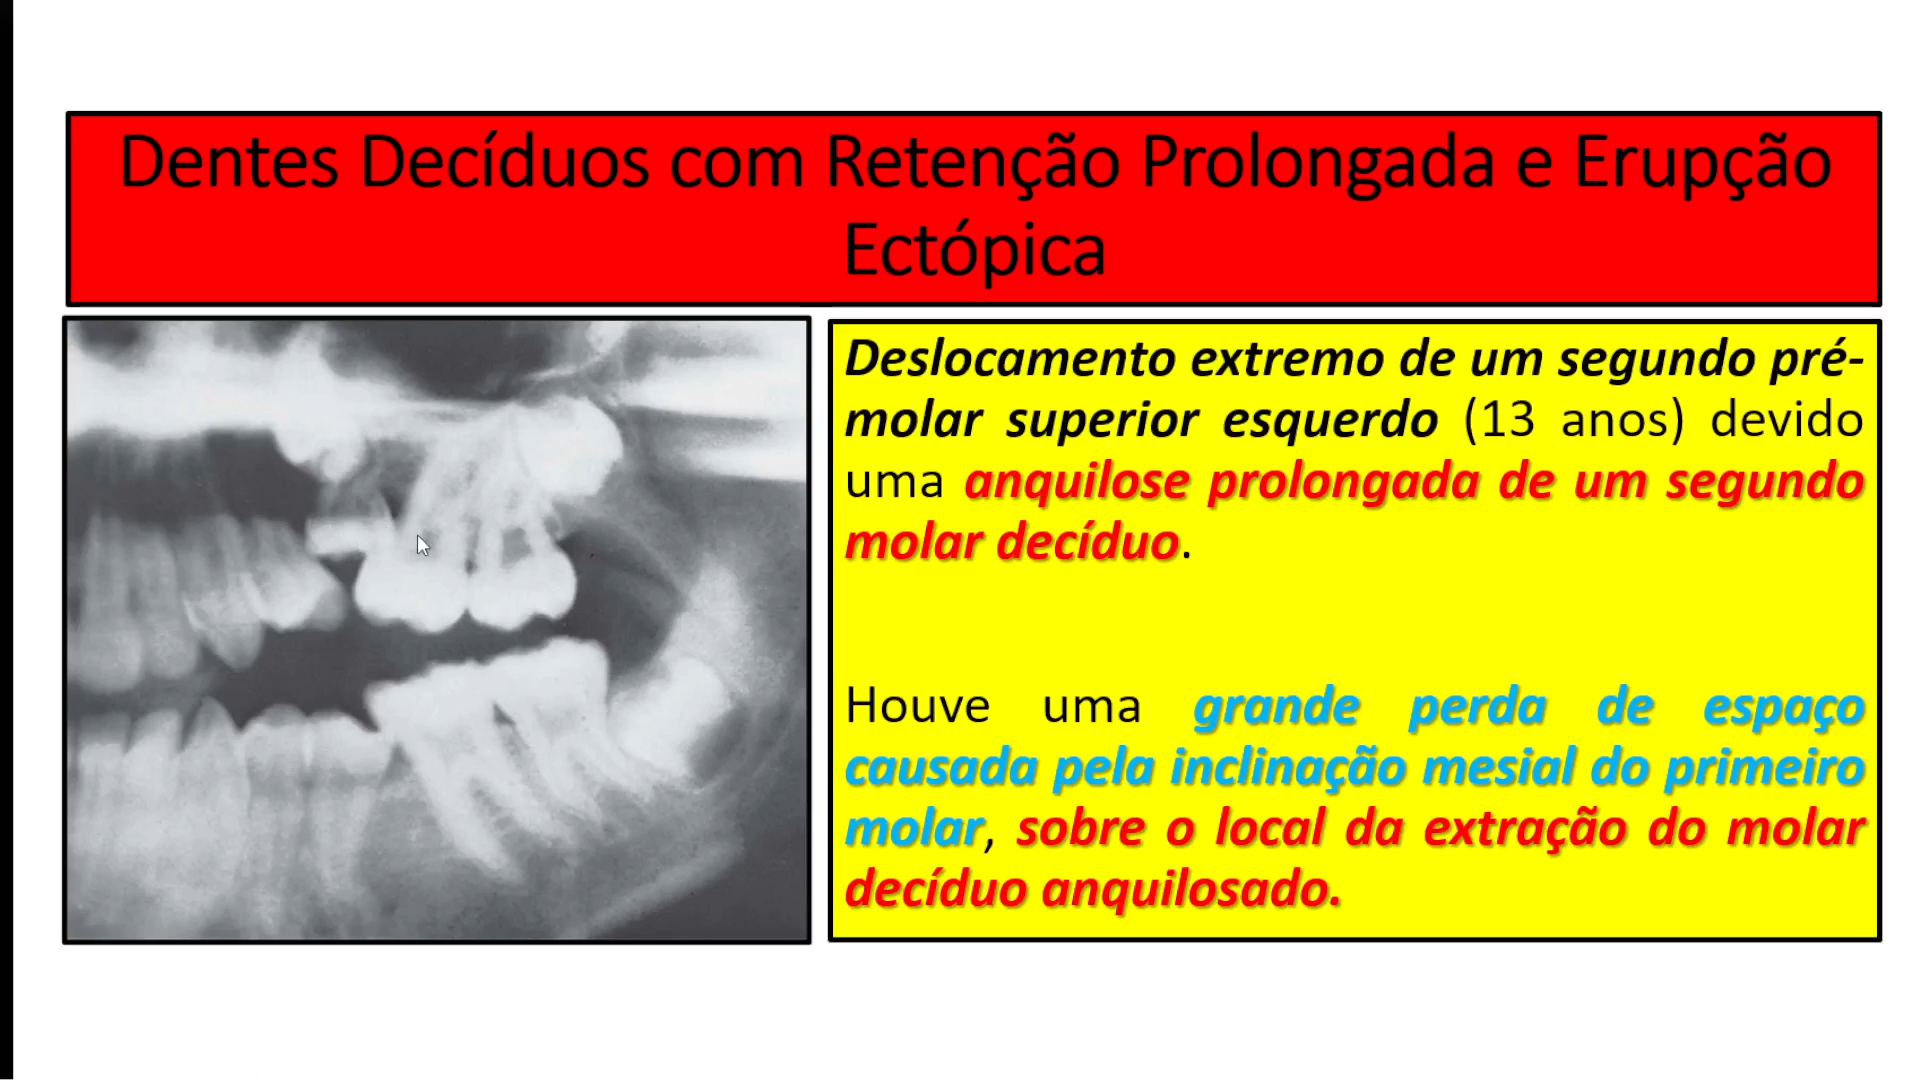 Dentes Decíduos com Retenção Prolongada e Erupção
Ectópica
Deslocamento extremo de um segundo pré-
molar superior esquerdo (13 anos) devido
uma anquilose prolongada de um segundo
molar decíduo.
Houve uma grande perda de espaço
causada pela inclinação mesial do primeiro
molar, sobre o local da extração do molar
decíduo anquilosado.